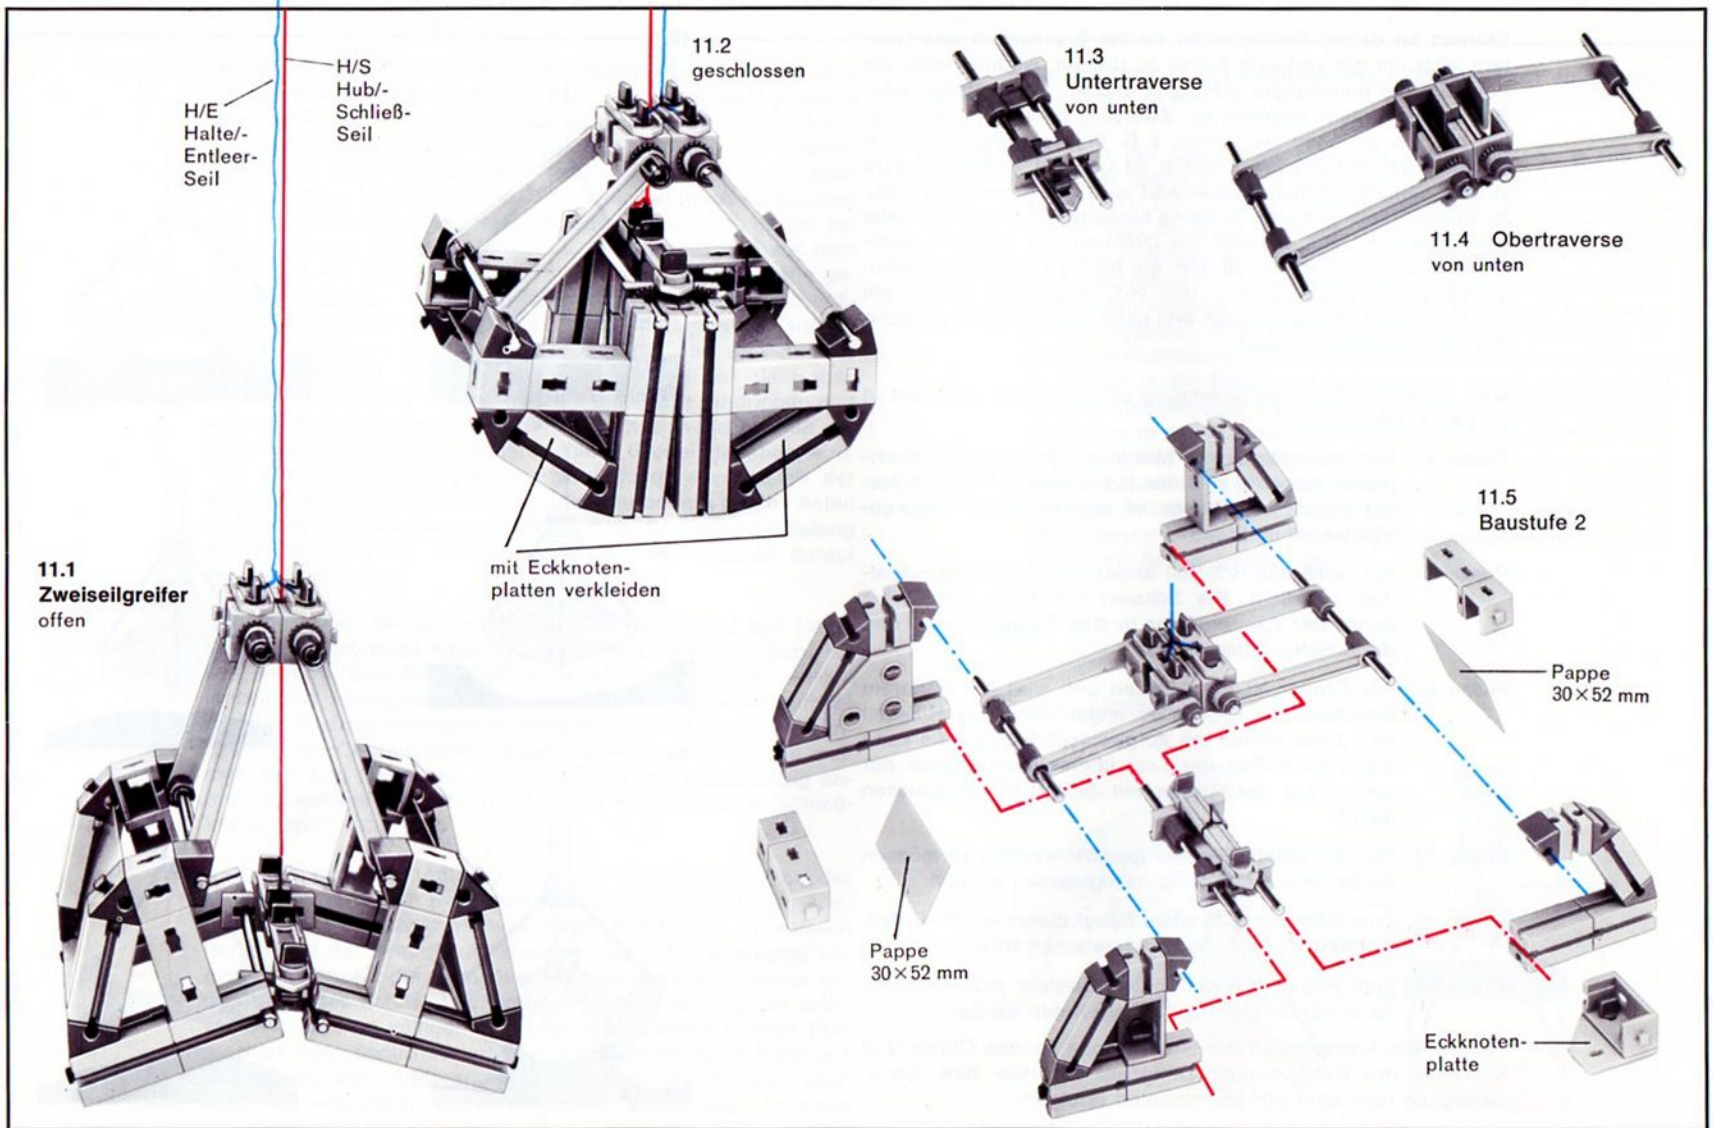 H/S
Hub/-
Schließ-
Seil
H/E
Halte/-
Entleer-
Seil
11.2
geschlossen
11.3
Untertraverse
von unten
11.4 Obertraverse
von unten
mit Eckknoten-
platten verkleiden
11.1
Zweiseilgreifer
offen
11.5
Baustufe 2
Pappe
30×52 mm
Pappe
30×52 mm
Eckknoten-
platte